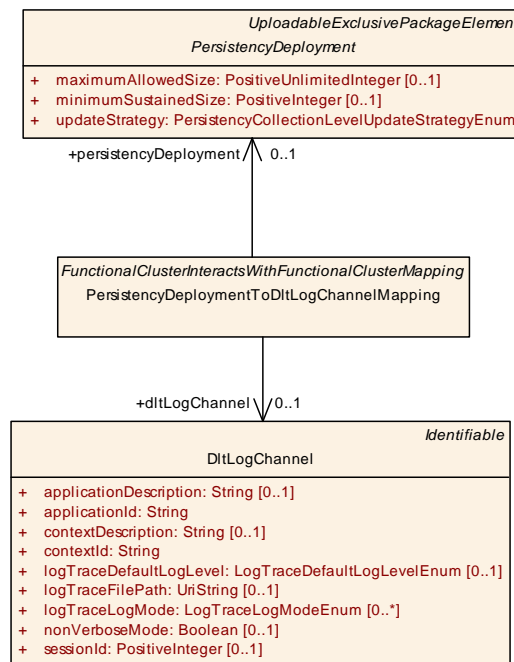 UploadableExclusivePackageElemen
PersistencyDeployment
+ maximumAllowedSize: PositiveUnlimitedInteger [0..1]
+ minimumSustainedSize: PositiveInteger [0..1]
+ updateStrategy: PersistencyCollectionLevelUpdateStrategyEnum
+persistencyDeployment 0..1
FunctionalClusterInteractsWithFunctionalClusterMapping
PersistencyDeploymentToDltLogChannelMapping
+dltLogChannel 0..1
Identifiable
DltLogChannel
+ applicationDescription: String [0..1]
+ applicationId: String
+ contextDescription: String [0..1]
+ contextId: String
+ logTraceDefaultLogLevel: LogTraceDefaultLogLevelEnum [0..1]
+ logTraceFilePath: UriString [0..1]
+ logTraceLogMode: LogTraceLogModeEnum [0..*]
+ nonVerboseMode: Boolean [0..1]
+ sessionId: PositiveInteger [0..1]